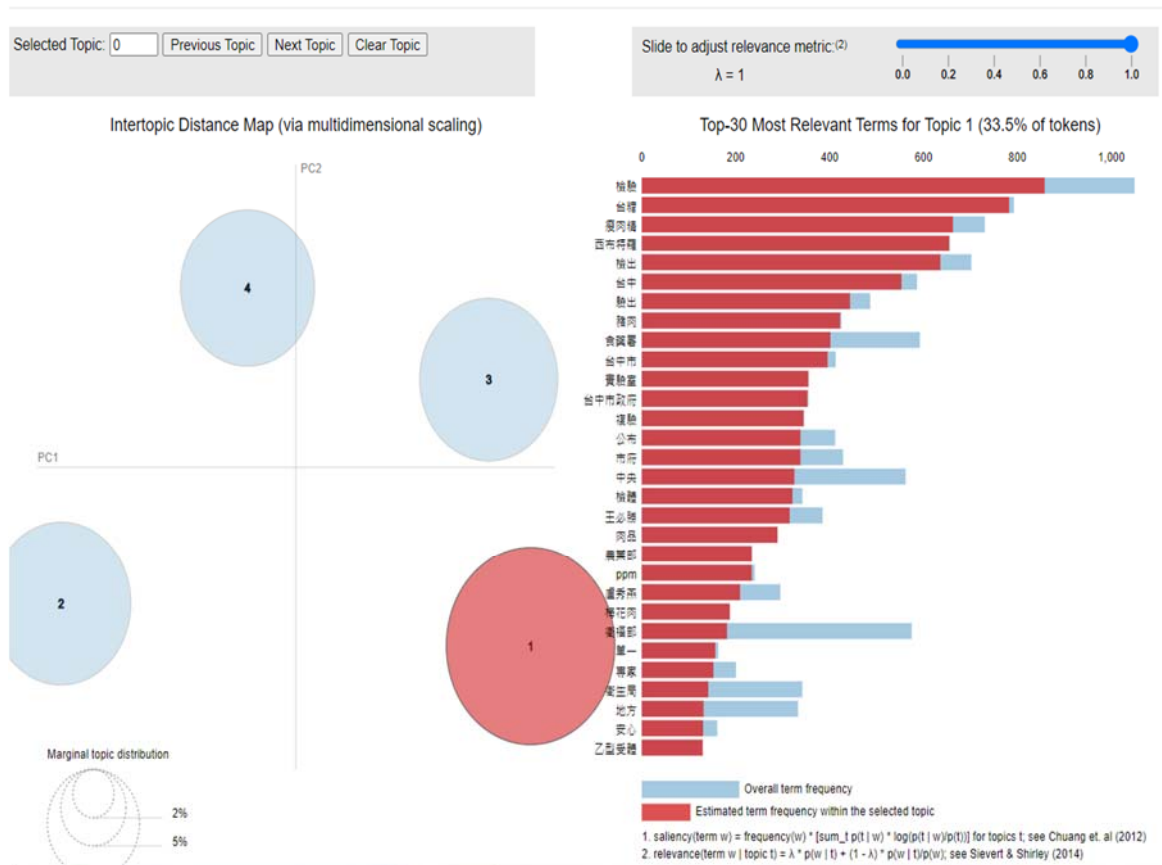 Selected Topic: 0 Previous Topic Next Topic Clear Topic
Slide to adjust relevance metric:(2)
λ = 1
0.0 0.2 0.4 0.6 0.8 1.0
Intertopic Distance Map (via multidimensional scaling)
PC2
PC1
4
3
2
1
Marginal topic distribution
2%
5%
Top-30 Most Relevant Terms for Topic 1 (33.5% of tokens)
0 200 400 600 800 1,000
檢驗
台糖
瘦肉精
西布特羅
檢出
台中
驗出
豬肉
食藥署
台中市
實驗室
台中市政府
複驗
公布
市府
中央
檢體
王必勝
肉品
農業部
ppm
盧秀燕
梅花肉
衛福部
單一
專家
衛生局
地方
安心
乙型受體
Overall term frequency
Estimated term frequency within the selected topic
1. saliency(term w) = frequency(w) * [sum_t p(t | w) * log(p(t | w)/p(t))] for topics t; see Chuang et. al (2012)
2. relevance(term w | topic t) = λ * p(w | t) + (1 - λ) * p(w | t)/p(w); see Sievert & Shirley (2014)